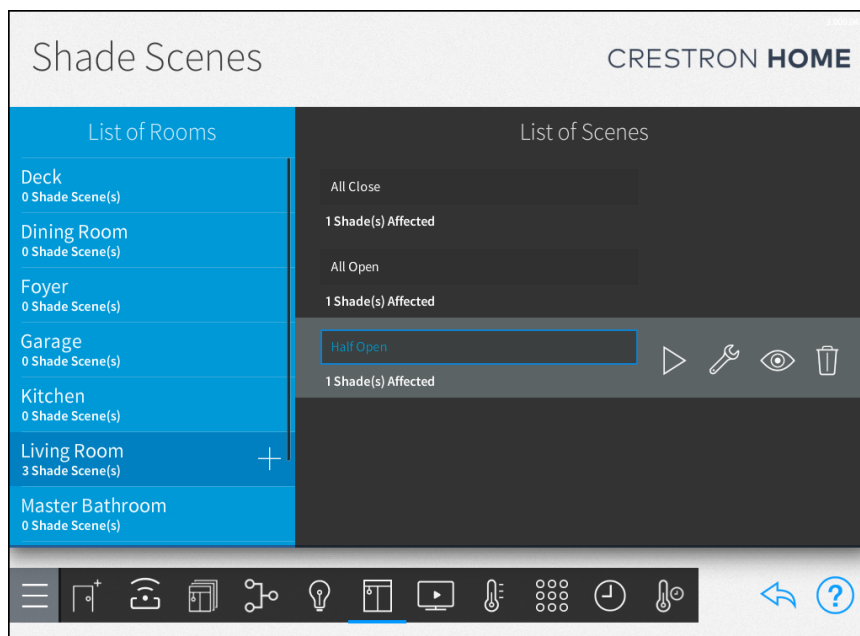 Shade Scenes
CRESTRON HOME
List of Rooms
Deck
0 Shade Scene(s)
Dining Room
0 Shade Scene(s)
Foyer
0 Shade Scene(s)
Garage
0 Shade Scene(s)
Kitchen
0 Shade Scene(s)
Living Room
3 Shade Scene(s)
Master Bathroom
0 Shade Scene(s)
List of Scenes
All Close
1 Shade(s) Affected
All Open
1 Shade(s) Affected
Half Open
1 Shade(s) Affected
?